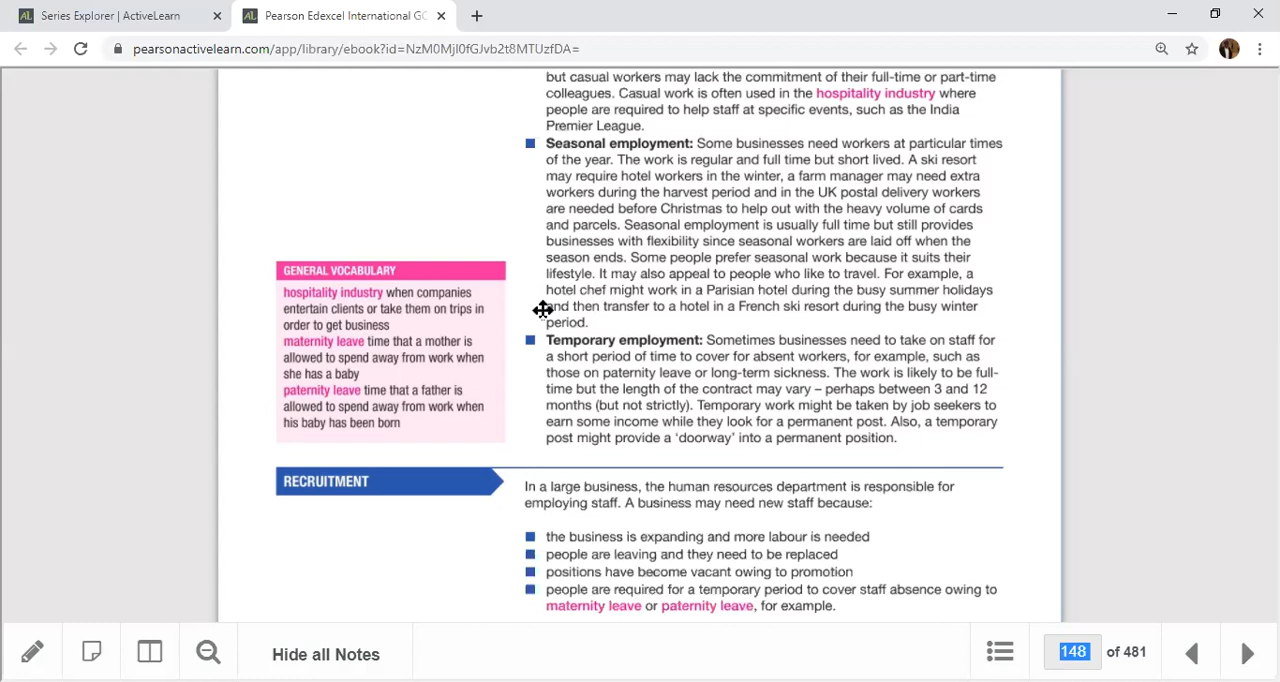 Series Explorer | ActiveLearn
Pearson Edexcel International GC
pearsonactivelearn.com/app/library/ebook?id=NzM0MjI0fGJvb2t8MTUzfDA=
but casual workers may lack the commitment of their full-time or part-time
colleagues. Casual work is often used in the hospitality industry where
people are required to help staff at specific events, such as the India
Premier League.
Seasonal employment: Some businesses need workers at particular times
of the year. The work is regular and full time but short lived. A ski resort
may require hotel workers in the winter, a farm manager may need extra
workers during the harvest period and in the UK postal delivery workers
are needed before Christmas to help out with the heavy volume of cards
and parcels. Seasonal employment is usually full time but still provides
businesses with flexibility since seasonal workers are laid off when the
season ends. Some people prefer seasonal work because it suits their
lifestyle. It may also appeal to people who like to travel. For example, a
hotel chef might work in a Parisian hotel during the busy summer holidays
and then transfer to a hotel in a French ski resort during the busy winter
period.
Temporary employment: Sometimes businesses need to take on staff for
a short period of time to cover for absent workers, for example, such as
those on paternity leave or long-term sickness. The work is likely to be full-
time but the length of the contract may vary – perhaps between 3 and 12
months (but not strictly). Temporary work might be taken by job seekers to
earn some income while they look for a permanent post. Also, a temporary
post might provide a 'doorway' into a permanent position.
GENERAL VOCABULARY
hospitality industry when companies
entertain clients or take them on trips in
order to get business
maternity leave time that a mother is
allowed to spend away from work when
she has a baby
paternity leave time that a father is
allowed to spend away from work when
his baby has been born
RECRUITMENT
In a large business, the human resources department is responsible for
employing staff. A business may need new staff because:
the business is expanding and more labour is needed
people are leaving and they need to be replaced
positions have become vacant owing to promotion
people are required for a temporary period to cover staff absence owing to
maternity leave or paternity leave, for example.
Hide all Notes
148 of 481